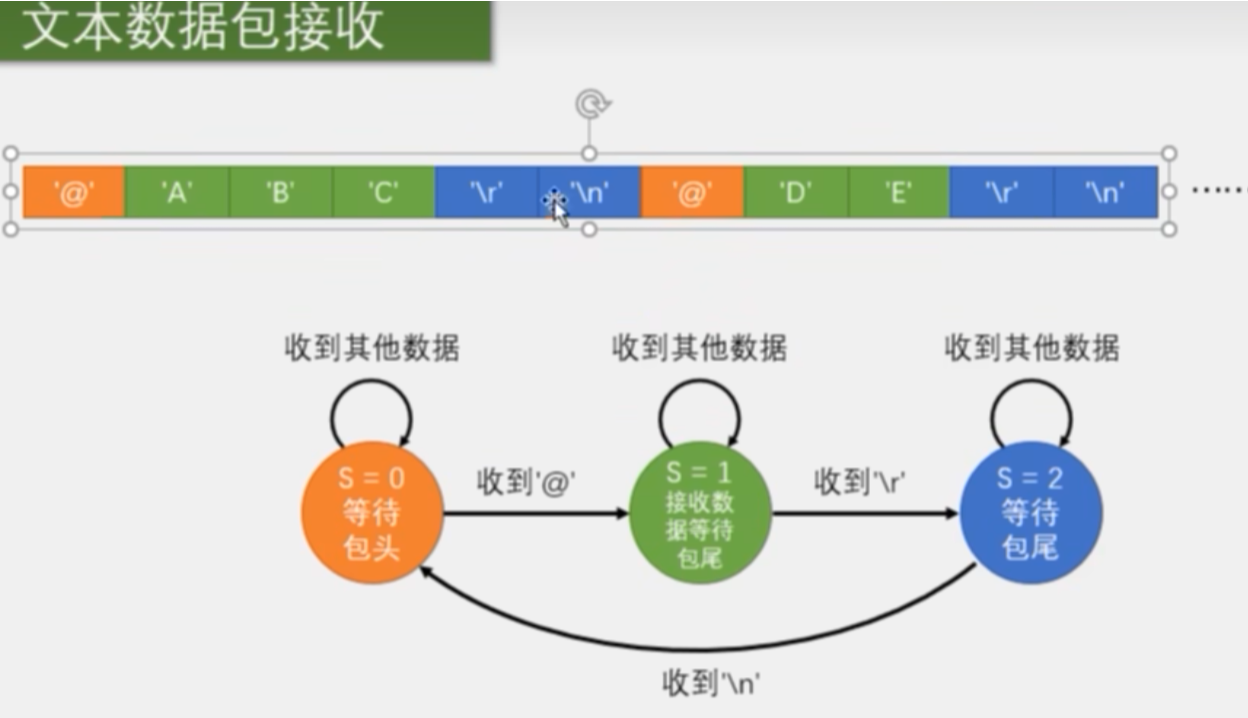 文本数据包接收
'@' 'A' 'B' 'C' '\r' '\n' '@' 'D' 'E' '\r' '\n' ……
收到其他数据 收到其他数据 收到其他数据
S = 0
等待
包头
收到'@'
S = 1
接收数
据等待
包尾
收到'\r'
S = 2
等待
包尾
收到'\n'